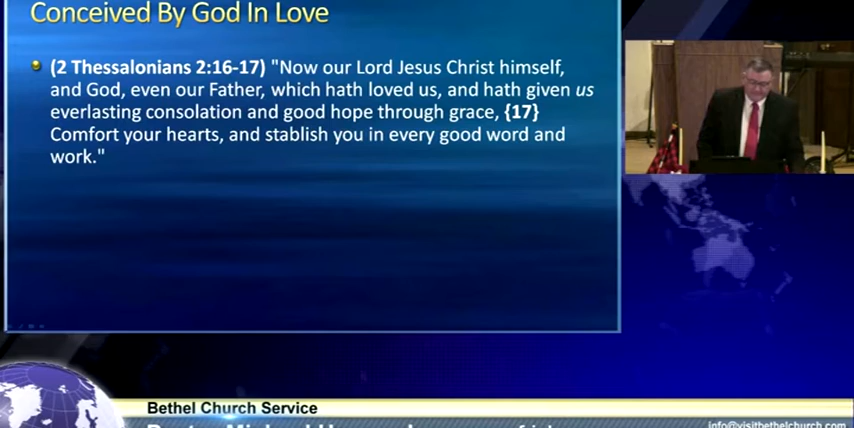 Conceived By God In Love
(2 Thessalonians 2:16-17) "Now our Lord Jesus Christ himself,
and God, even our Father, which hath loved us, and hath given us
everlasting consolation and good hope through grace, {17}
Comfort your hearts, and stablish you in every good word and
work."
Bethel Church Service
info@visitbethelchurch.com